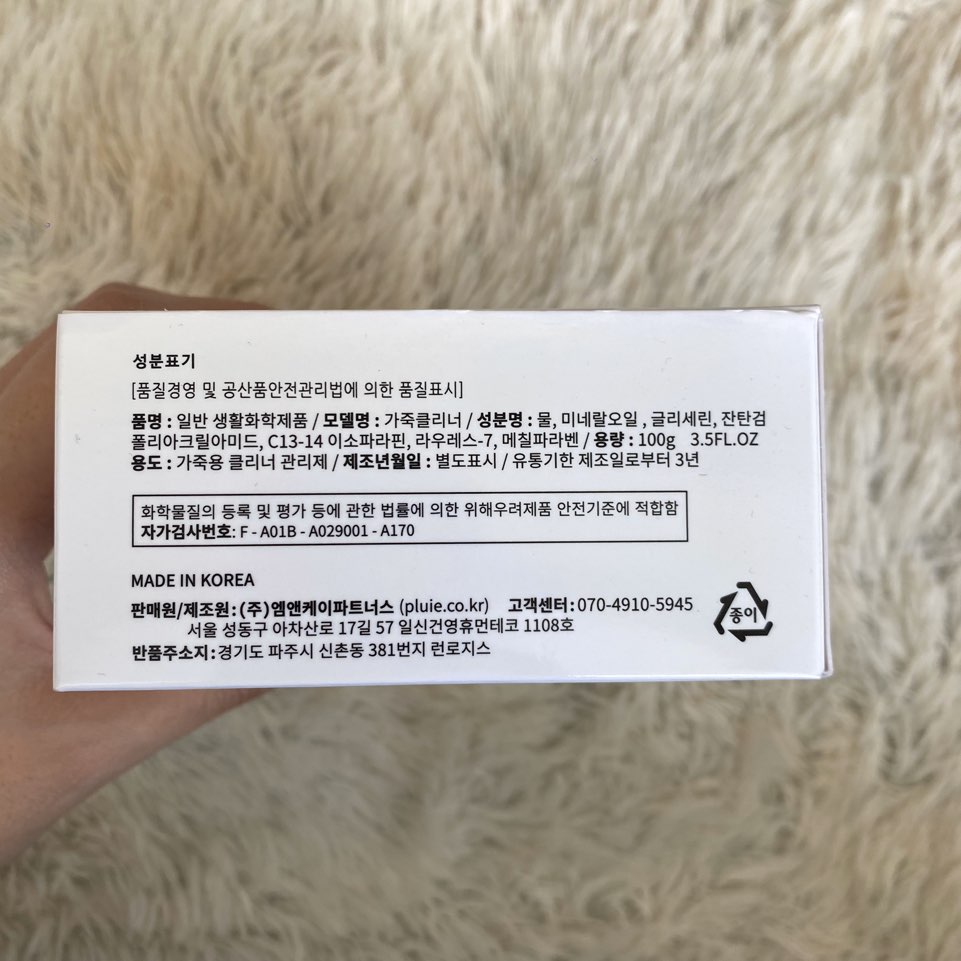 성분표기
[품질경영 및 공산품안전관리법에 의한 품질표시]
품명 : 일반 생활화학제품 / 모델명 : 가죽클리너 / 성분명 : 물, 미네랄오일 , 글리세린, 잔탄검
폴리아크릴아미드, C13-14 이소파라핀, 라우레스-7, 메칠파라벤 / 용량 : 100g 3.5FL.OZ
용도 : 가죽용 클리너 관리제 / 제조년월일 : 별도표시 / 유통기한 제조일로부터 3년
화학물질의 등록 및 평가 등에 관한 법률에 의한 위해우려제품 안전기준에 적합함
자가검사번호: F - A01B - A029001 - A170
MADE IN KOREA
판매원/제조원 : (주)엠앤케이파트너스 (pluie.co.kr) 고객센터 : 070-4910-5945
서울 성동구 아차산로 17길 57 일신건영휴먼테코 1108호
반품주소지 : 경기도 파주시 신촌동 381번지 런로지스
종이